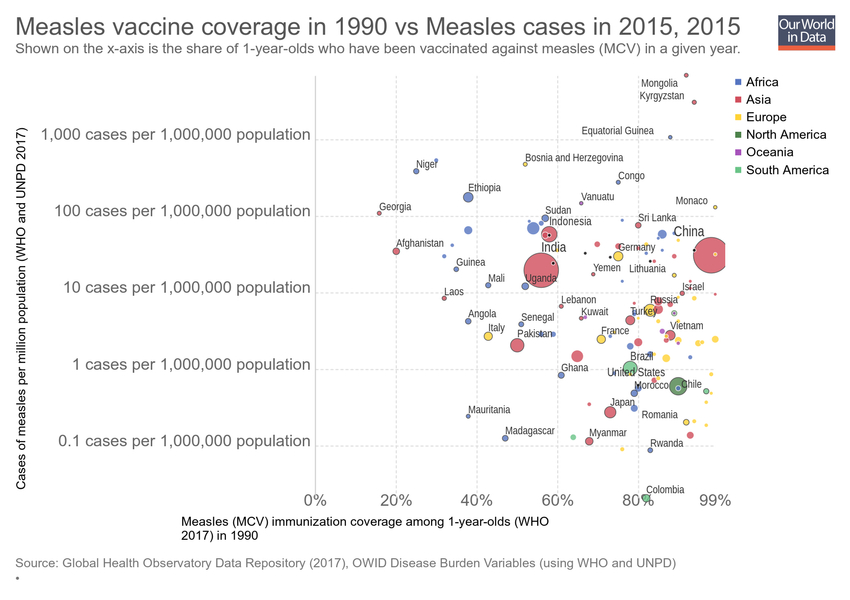 Measles vaccine coverage in 1990 vs Measles cases in 2015, 2015
Shown on the x-axis is the share of 1-year-olds who have been vaccinated against measles (MCV) in a given year.
Our World
in Data
Africa
Asia
Europe
North America
Oceania
South America
Cases of measles per million population (WHO and UNPD 2017)
1,000 cases per 1,000,000 population
100 cases per 1,000,000 population
10 cases per 1,000,000 population
1 cases per 1,000,000 population
0.1 cases per 1,000,000 population
Mongolia
Kyrgyzstan
Equatorial Guinea
Bosnia and Herzegovina
Niger
Congo
Ethiopia
Vanuatu
Monaco
Georgia
Sudan
Sri Lanka
Indonesia
China
Afghanistan
India
Germany
Guinea
Yemen
Lithuania
Mali
Uganda
Israel
Laos
Lebanon
Russia
Angola
Senegal
Kuwait
Turkey
Italy
Pakistan
France
Vietnam
Ghana
Brazil
United States
Morocco
Chile
Mauritania
Japan
Romania
Madagascar
Myanmar
Rwanda
Colombia
0%
20%
40%
60%
80%
99%
Measles (MCV) immunization coverage among 1-year-olds (WHO
2017) in 1990
Source: Global Health Observatory Data Repository (2017), OWID Disease Burden Variables (using WHO and UNPD)
•